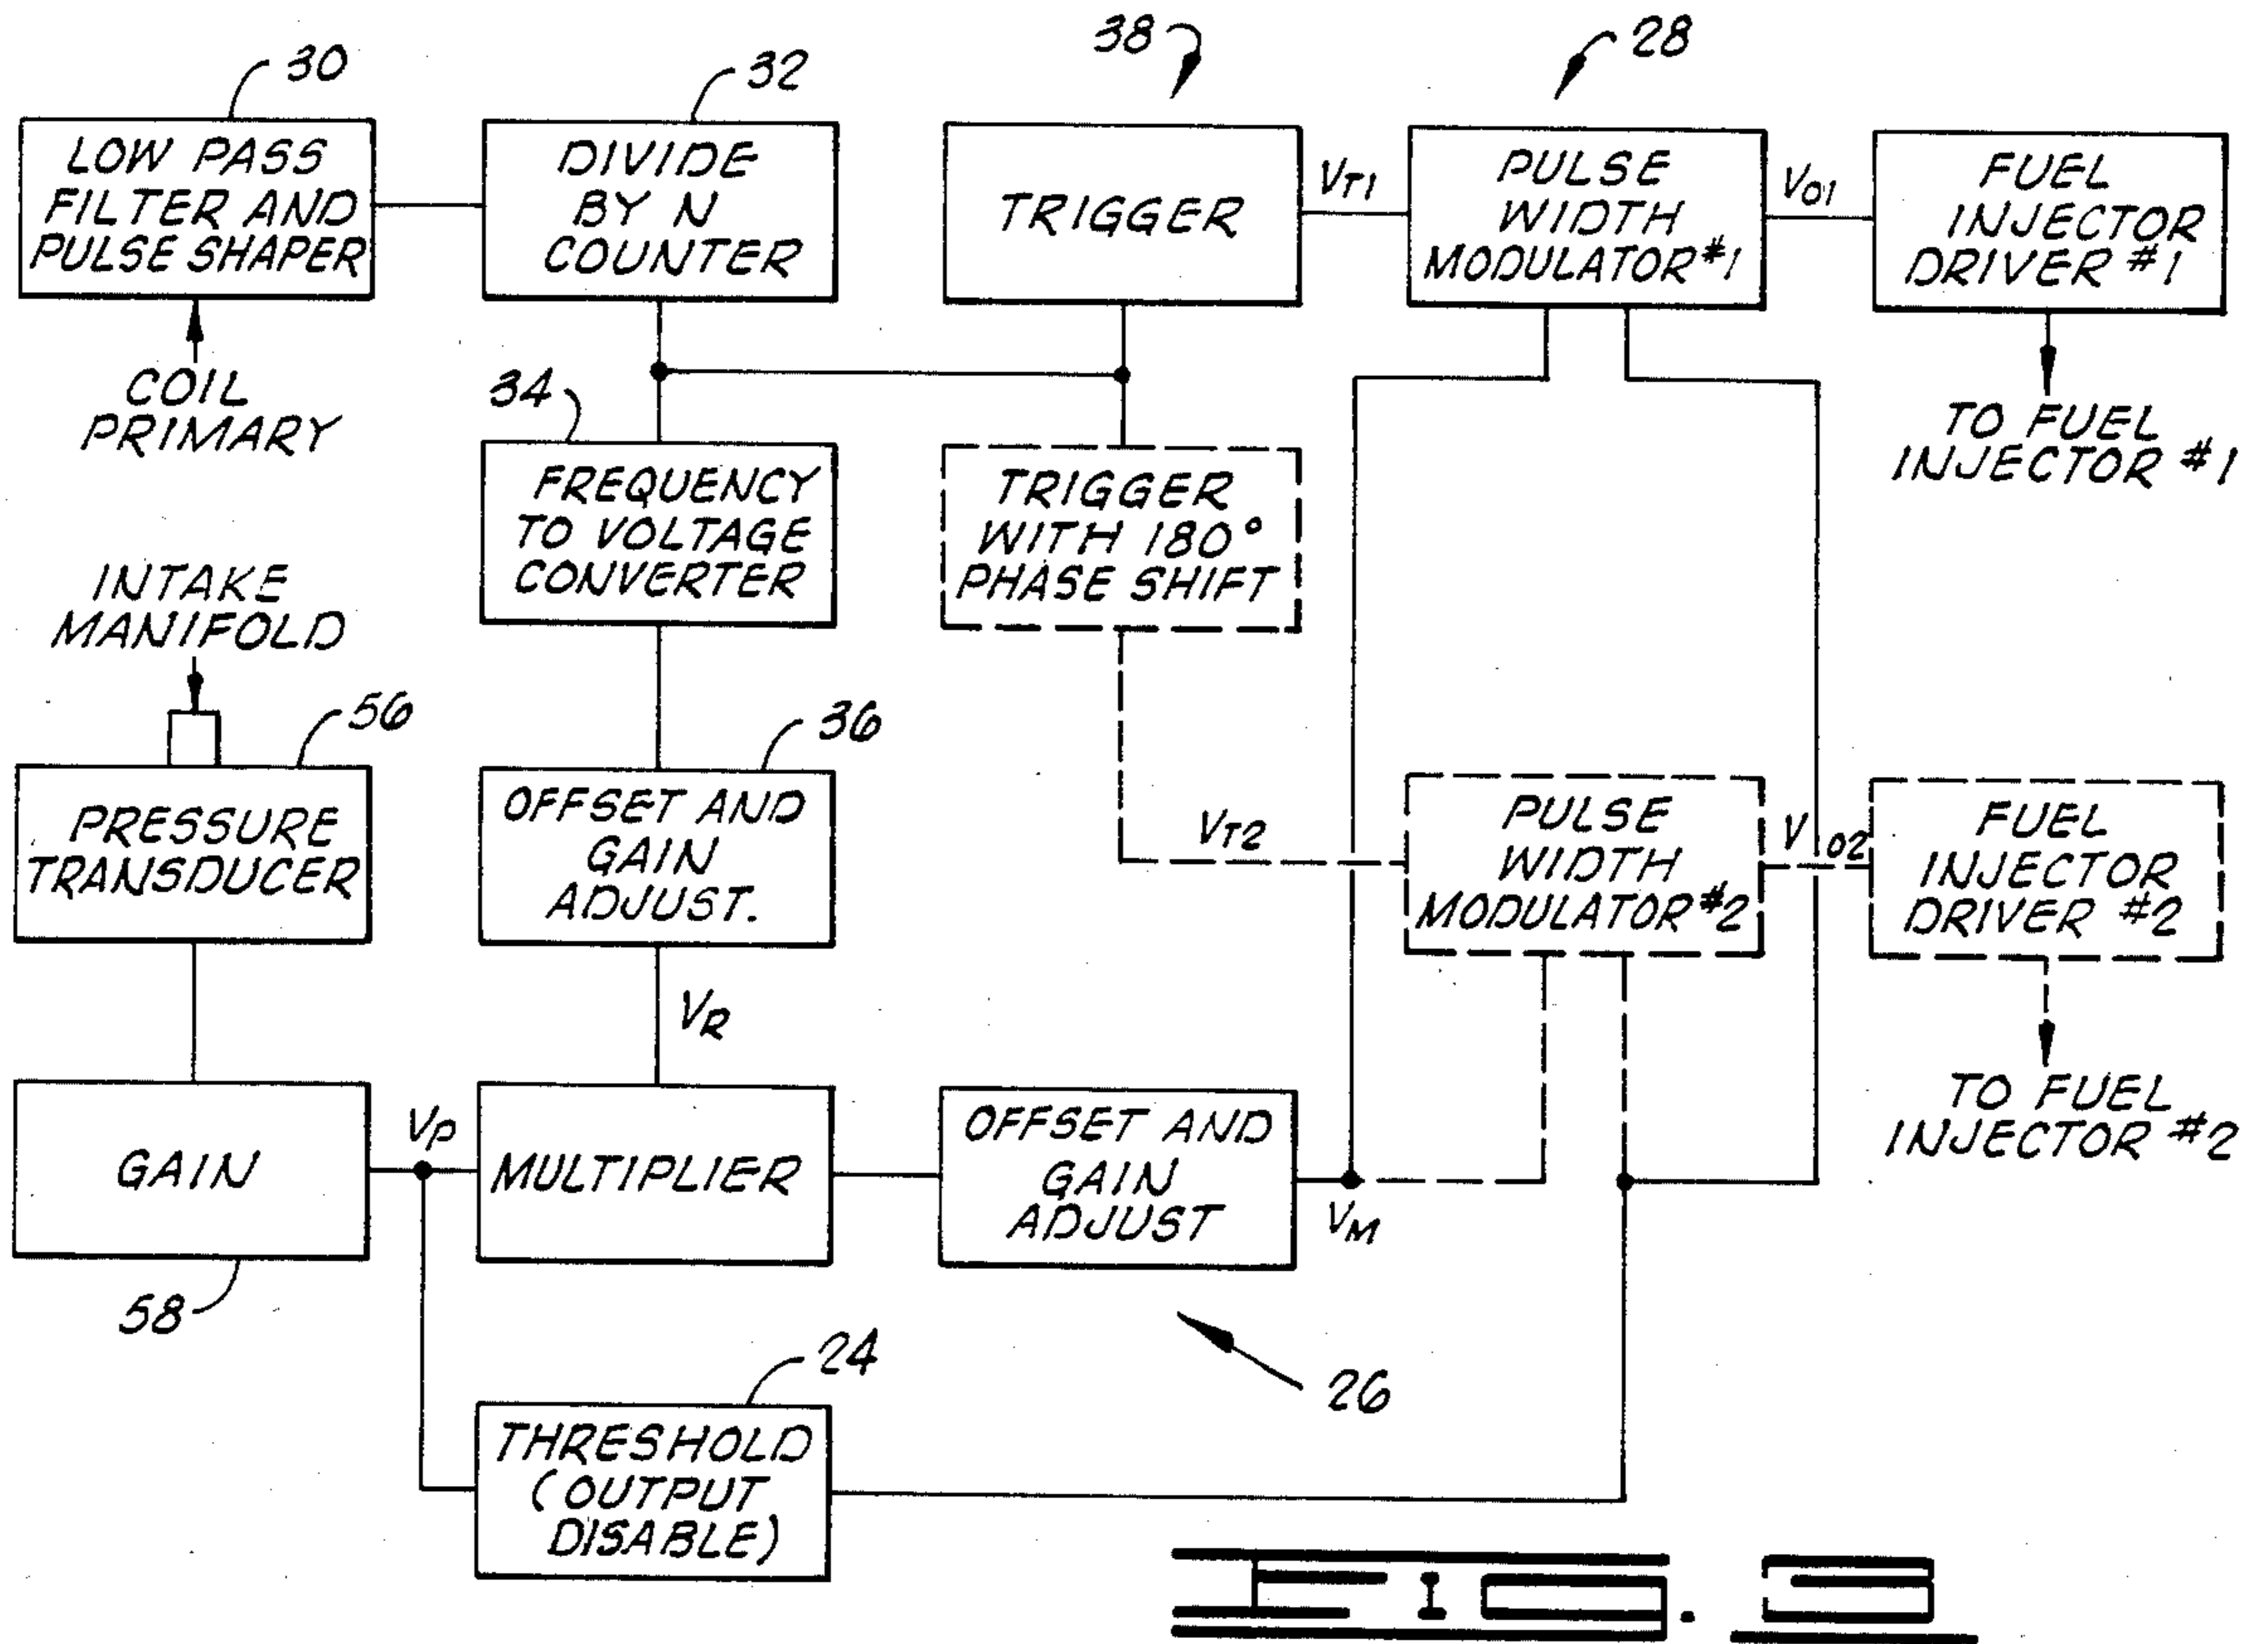 30
LOW PASS
FILTER AND
PULSE SHAPER
COIL
PRIMARY
32
DIVIDE
BY N
COUNTER
38
TRIGGER
VT1
28
PULSE
WIDTH
MODULATOR #1
VO1
FUEL
INJECTOR
DRIVER #1
TO FUEL
INJECTOR #1
34
FREQUENCY
TO VOLTAGE
CONVERTER
TRIGGER
WITH 180°
PHASE SHIFT
INTAKE
MANIFOLD
56
PRESSURE
TRANSDUCER
36
OFFSET AND
GAIN
ADJUST.
VT2
PULSE
WIDTH
MODULATOR #2
VO2
FUEL
INJECTOR
DRIVER #2
TO FUEL
INJECTOR #2
VR
GAIN
58
VP
MULTIPLIER
OFFSET AND
GAIN
ADJUST
VM
26
24
THRESHOLD
(OUTPUT
DISABLE)